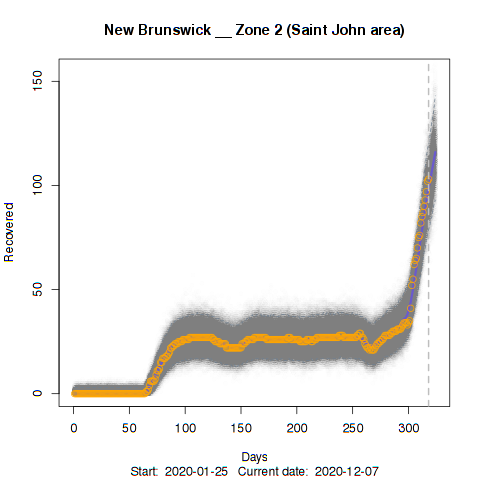 New Brunswick __ Zone 2 (Saint John area)
150
100
50
0
Recovered
0 50 100 150 200 250 300
Days
Start: 2020-01-25 Current date: 2020-12-07